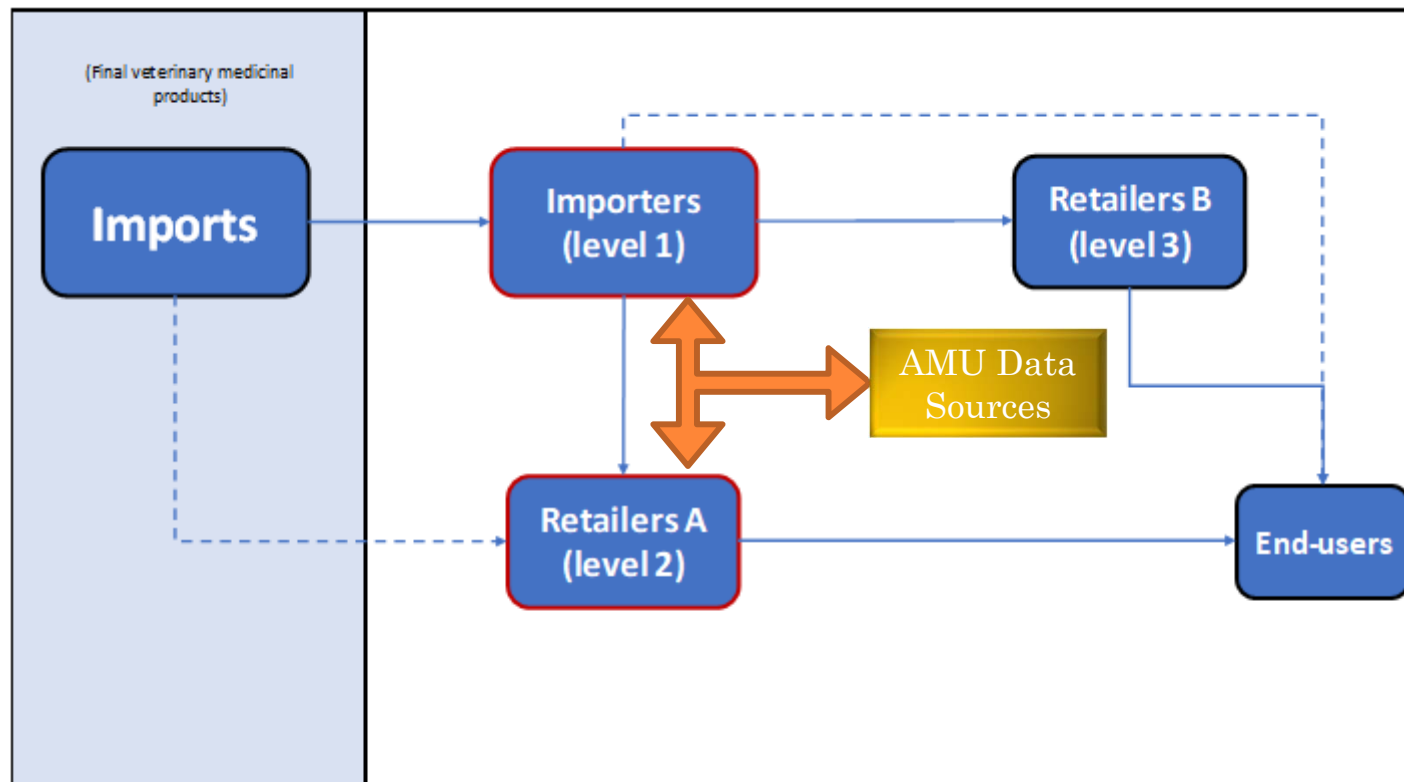 (Final veterinary medicinal
products)
Imports
Importers
(level 1)
Retailers B
(level 3)
AMU Data
Sources
Retailers A
(level 2)
End-users